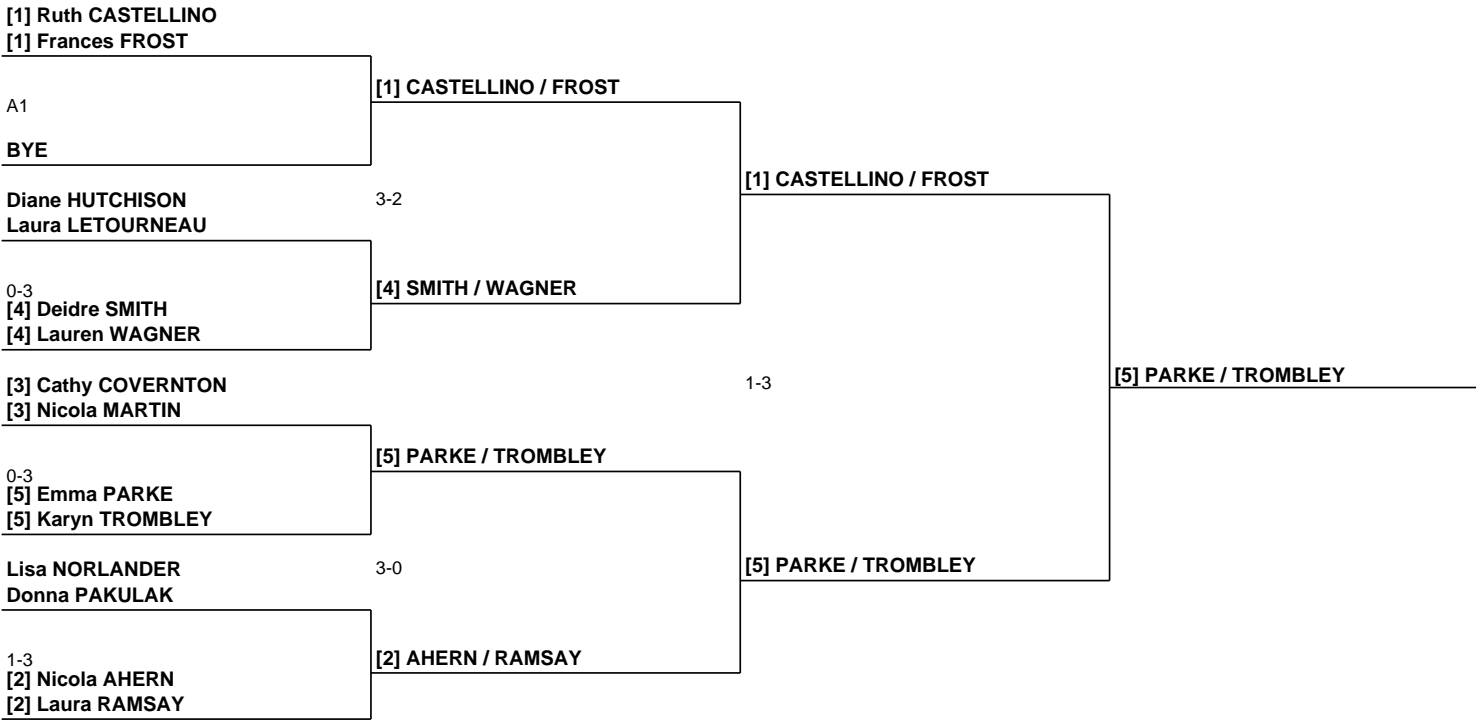 [1] Ruth CASTELLINO
[1] Frances FROST
[1] CASTELLINO / FROST
A1
BYE
[1] CASTELLINO / FROST
Diane HUTCHISON
3-2
Laura LETOURNEAU
[4] SMITH / WAGNER
0-3
[4] Deidre SMITH
[4] Lauren WAGNER
[5] PARKE / TROMBLEY
[3] Cathy COVERNTON
1-3
[3] Nicola MARTIN
[5] PARKE / TROMBLEY
0-3
[5] Emma PARKE
[5] Karyn TROMBLEY
[5] PARKE / TROMBLEY
Lisa NORLANDER
3-0
Donna PAKULAK
[2] AHERN / RAMSAY
1-3
[2] Nicola AHERN
[2] Laura RAMSAY